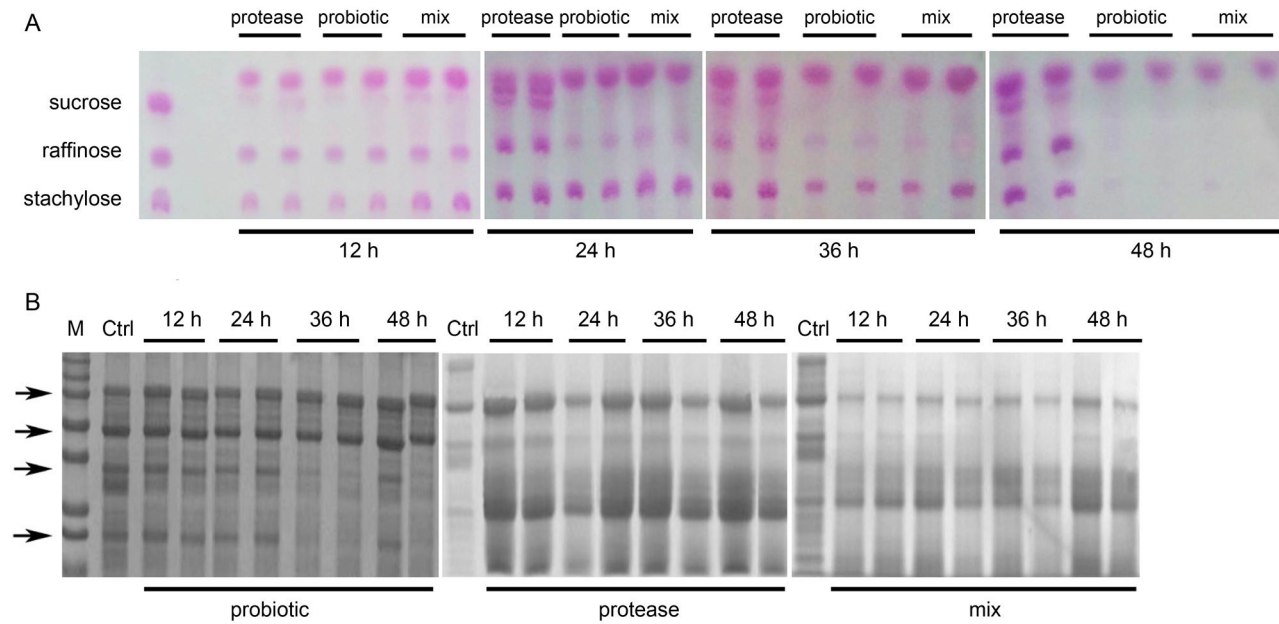 A
protease probiotic mix protease probiotic mix protease probiotic mix protease probiotic mix
sucrose
raffinose
stachylose
12 h 24 h 36 h 48 h
B
M Ctrl 12 h 24 h 36 h 48 h Ctrl 12 h 24 h 36 h 48 h Ctrl 12 h 24 h 36 h 48 h
probiotic protease mix